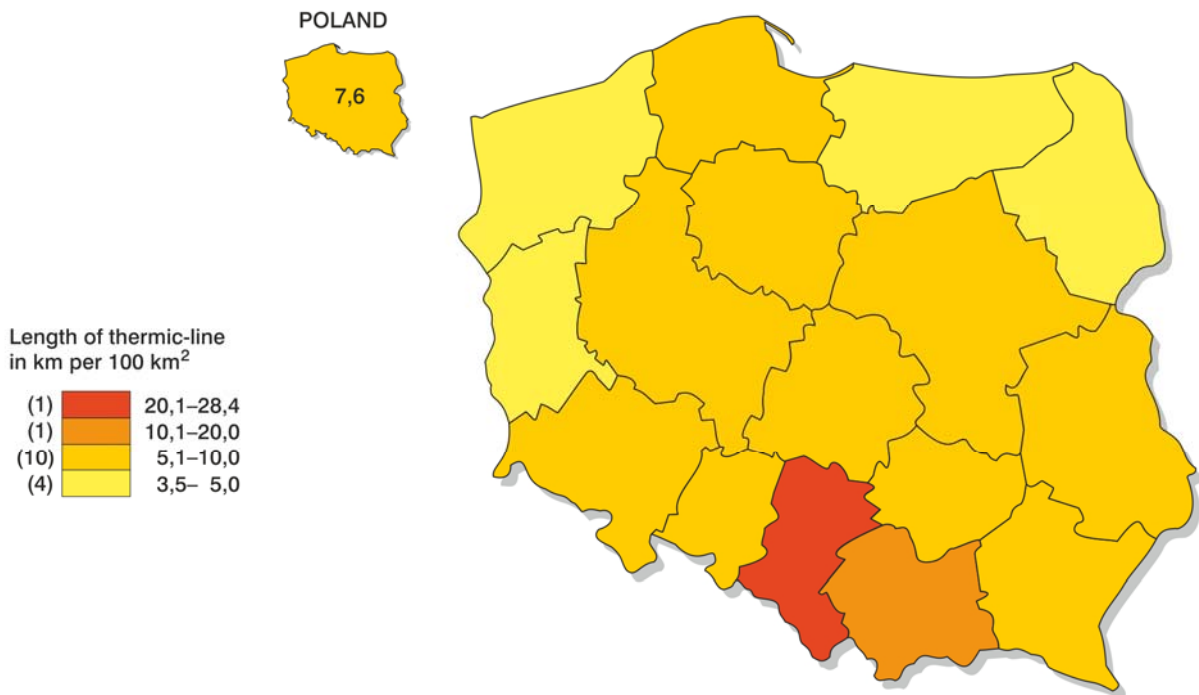 POLAND
7,6
Length of thermic-line
in km per 100 km²
(1) 20,1–28,4
(1) 10,1–20,0
(10) 5,1–10,0
(4) 3,5– 5,0